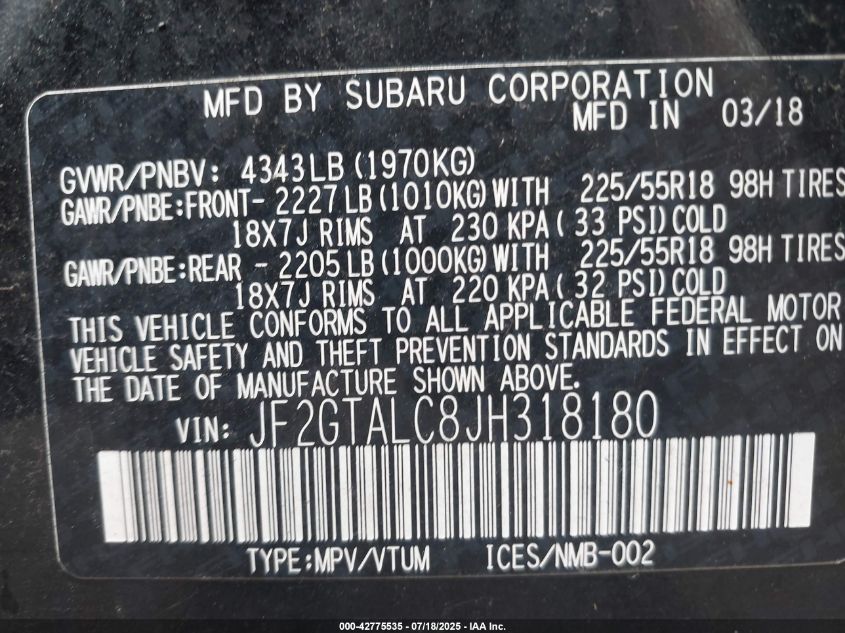 MFD BY SUBARU CORPORATION
MFD IN 03/18
GVWR/PNBV: 4343LB (1970KG)
GAWR/PNBE:FRONT- 2227LB (1010KG) WITH 225/55R18 98H TIRES
18X7J RIMS AT 230 KPA( 33 PSI) COLD
GAWR/PNBE:REAR - 2205LB (1000KG) WITH 225/55R18 98H TIRES
18X7J RIMS AT 220 KPA( 32 PSI) COLD
THIS VEHICLE CONFORMS TO ALL APPLICABLE FEDERAL MOTOR
VEHICLE SAFETY AND THEFT PREVENTION STANDARDS IN EFFECT ON
THE DATE OF MANUFACTURE SHOWN ABOVE.
VIN: JF2GTALC8JH318180
TYPE:MPV/VTUM ICES/NMB-002
000-42775535 - 07/18/2025 - IAA Inc.